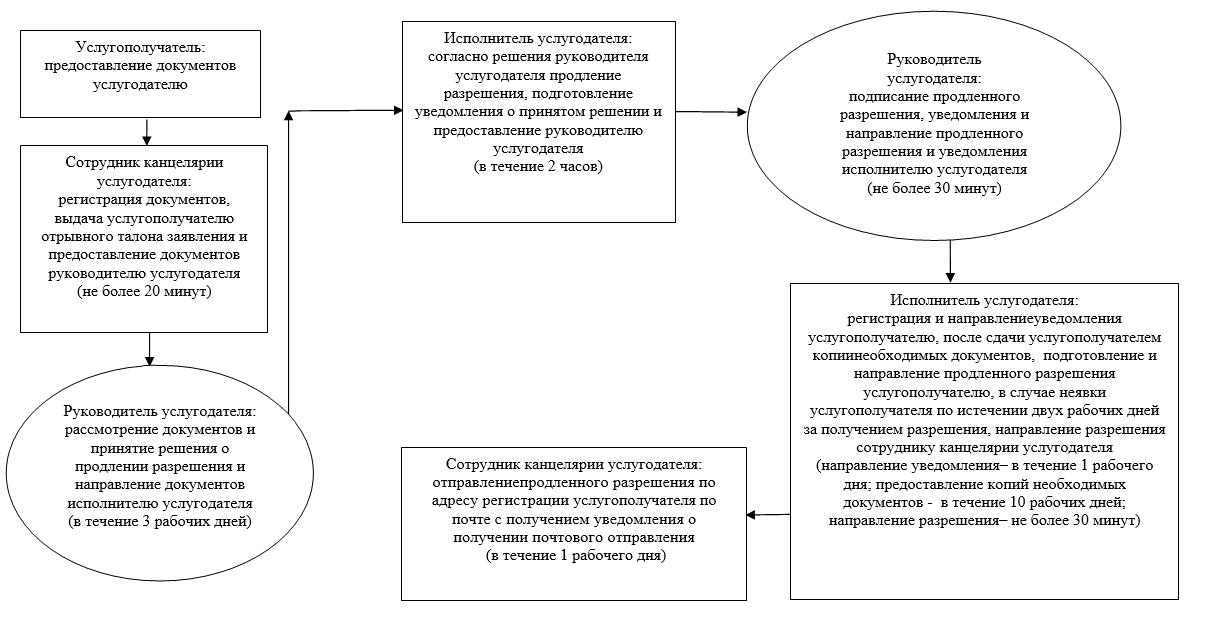 Услугополучатель:
предоставление документов
услугодателю
Сотрудник канцелярии
услугодателя:
регистрация документов,
выдача услугополучателю
отрывного талона заявления и
предоставление документов
руководителю услугодателя
(не более 20 минут)
Руководитель услугодателя:
рассмотрение документов и
принятие решения о
продлении разрешения и
направление документов
исполнителю услугодателя
(в течение 3 рабочих дней)
Исполнитель услугодателя:
согласно решения руководителя
услугодателя продление
разрешения, подготовление
уведомления о принятом решении и
предоставление руководителю
услугодателя
(в течение 2 часов)
Руководитель
услугодателя:
подписание продленного
разрешения, уведомления и
направление продленного
разрешения и уведомления
исполнителю услугодателя
(не более 30 минут)
Исполнитель услугодателя:
регистрация и направлениеуведомления
услугополучателю, после сдачи услугополучателем
копиинеобходимых документов, подготовление и
направление продленного разрешения
услугополучателю, в случае неявки
услугополучателя по истечении двух рабочих дней
за получением разрешения, направление разрешения
сотруднику канцелярии услугодателя
(направление уведомления– в течение 1 рабочего
дня; предоставление копий необходимых
документов - в течение 10 рабочих дней;
направление разрешения– не более 30 минут)
Сотрудник канцелярии услугодателя:
отправлениепродленного разрешения по
адресу регистрации услугополучателя по
почте с получением уведомления о
получении почтового отправления
(в течение 1 рабочего дня)